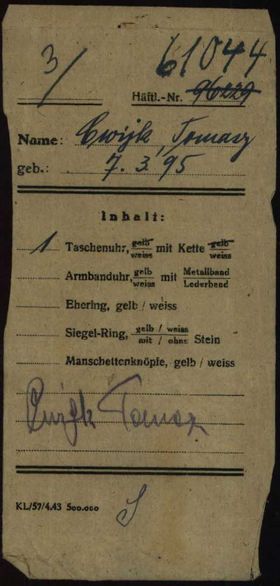 3/
61044
Häftl.-Nr. 96229
Name: Cwijk, Tomasz
geb.: 7. 3. 95
Inhalt:
1 Taschenuhr, gelb/weiss mit Kette gelb/weiss
Armbanduhr, gelb/weiss mit Metallband/Lederband
Ehering, gelb / weiss
Siegel-Ring, gelb / weiss/mit / ohne Stein
Manschettenknöpfe, gelb / weiss
Cwijk Tomasz
KL/57/4.43 500.000